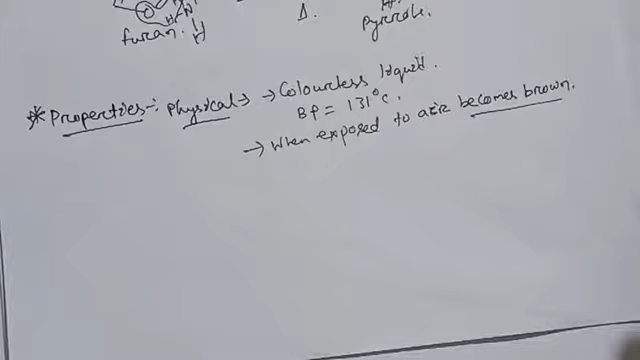 furan. H
Δ.
Pyrrole.
* Properties :- Physical → → Colourless liquid.
BP = 131°C.
→ When exposed to air becomes brown.